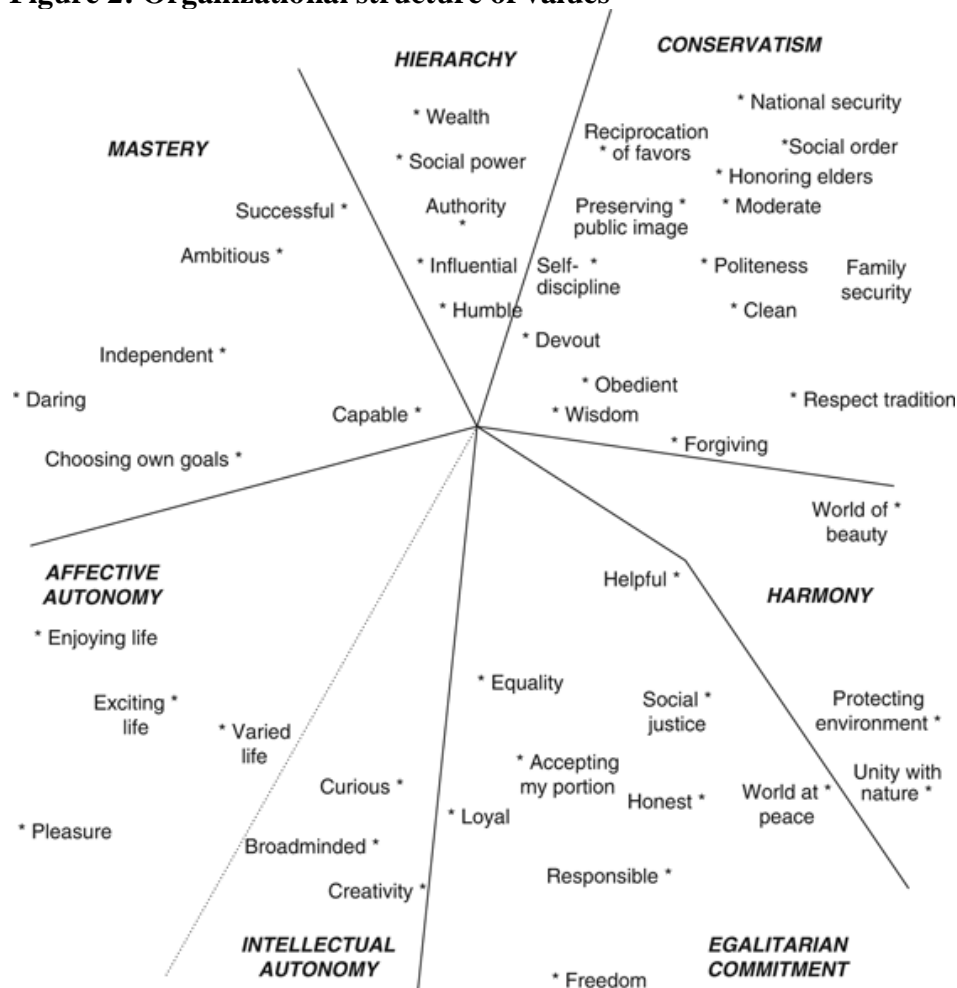 Figure 2: Organizational structure of values
HIERARCHY
CONSERVATISM
MASTERY
* Wealth
* National security
Reciprocation
* of favors
*Social order
* Social power
* Honoring elders
Successful *
Authority
*
Preserving *
public image
* Moderate
Ambitious *
* Influential
Self- *
discipline
* Politeness
Family
security
* Humble
* Clean
* Devout
Independent *
* Obedient
* Daring
Capable *
* Wisdom
* Respect tradition
Choosing own goals *
* Forgiving
World of *
beauty
AFFECTIVE
AUTONOMY
Helpful *
HARMONY
* Enjoying life
* Equality
Exciting *
life
Social *
justice
Protecting
environment *
* Varied
life
* Accepting
my portion
Unity with
nature *
Curious *
World at *
peace
Honest *
* Loyal
* Pleasure
Broadminded *
Creativity *
Responsible *
INTELLECTUAL
AUTONOMY
EGALITARIAN
COMMITMENT
* Freedom